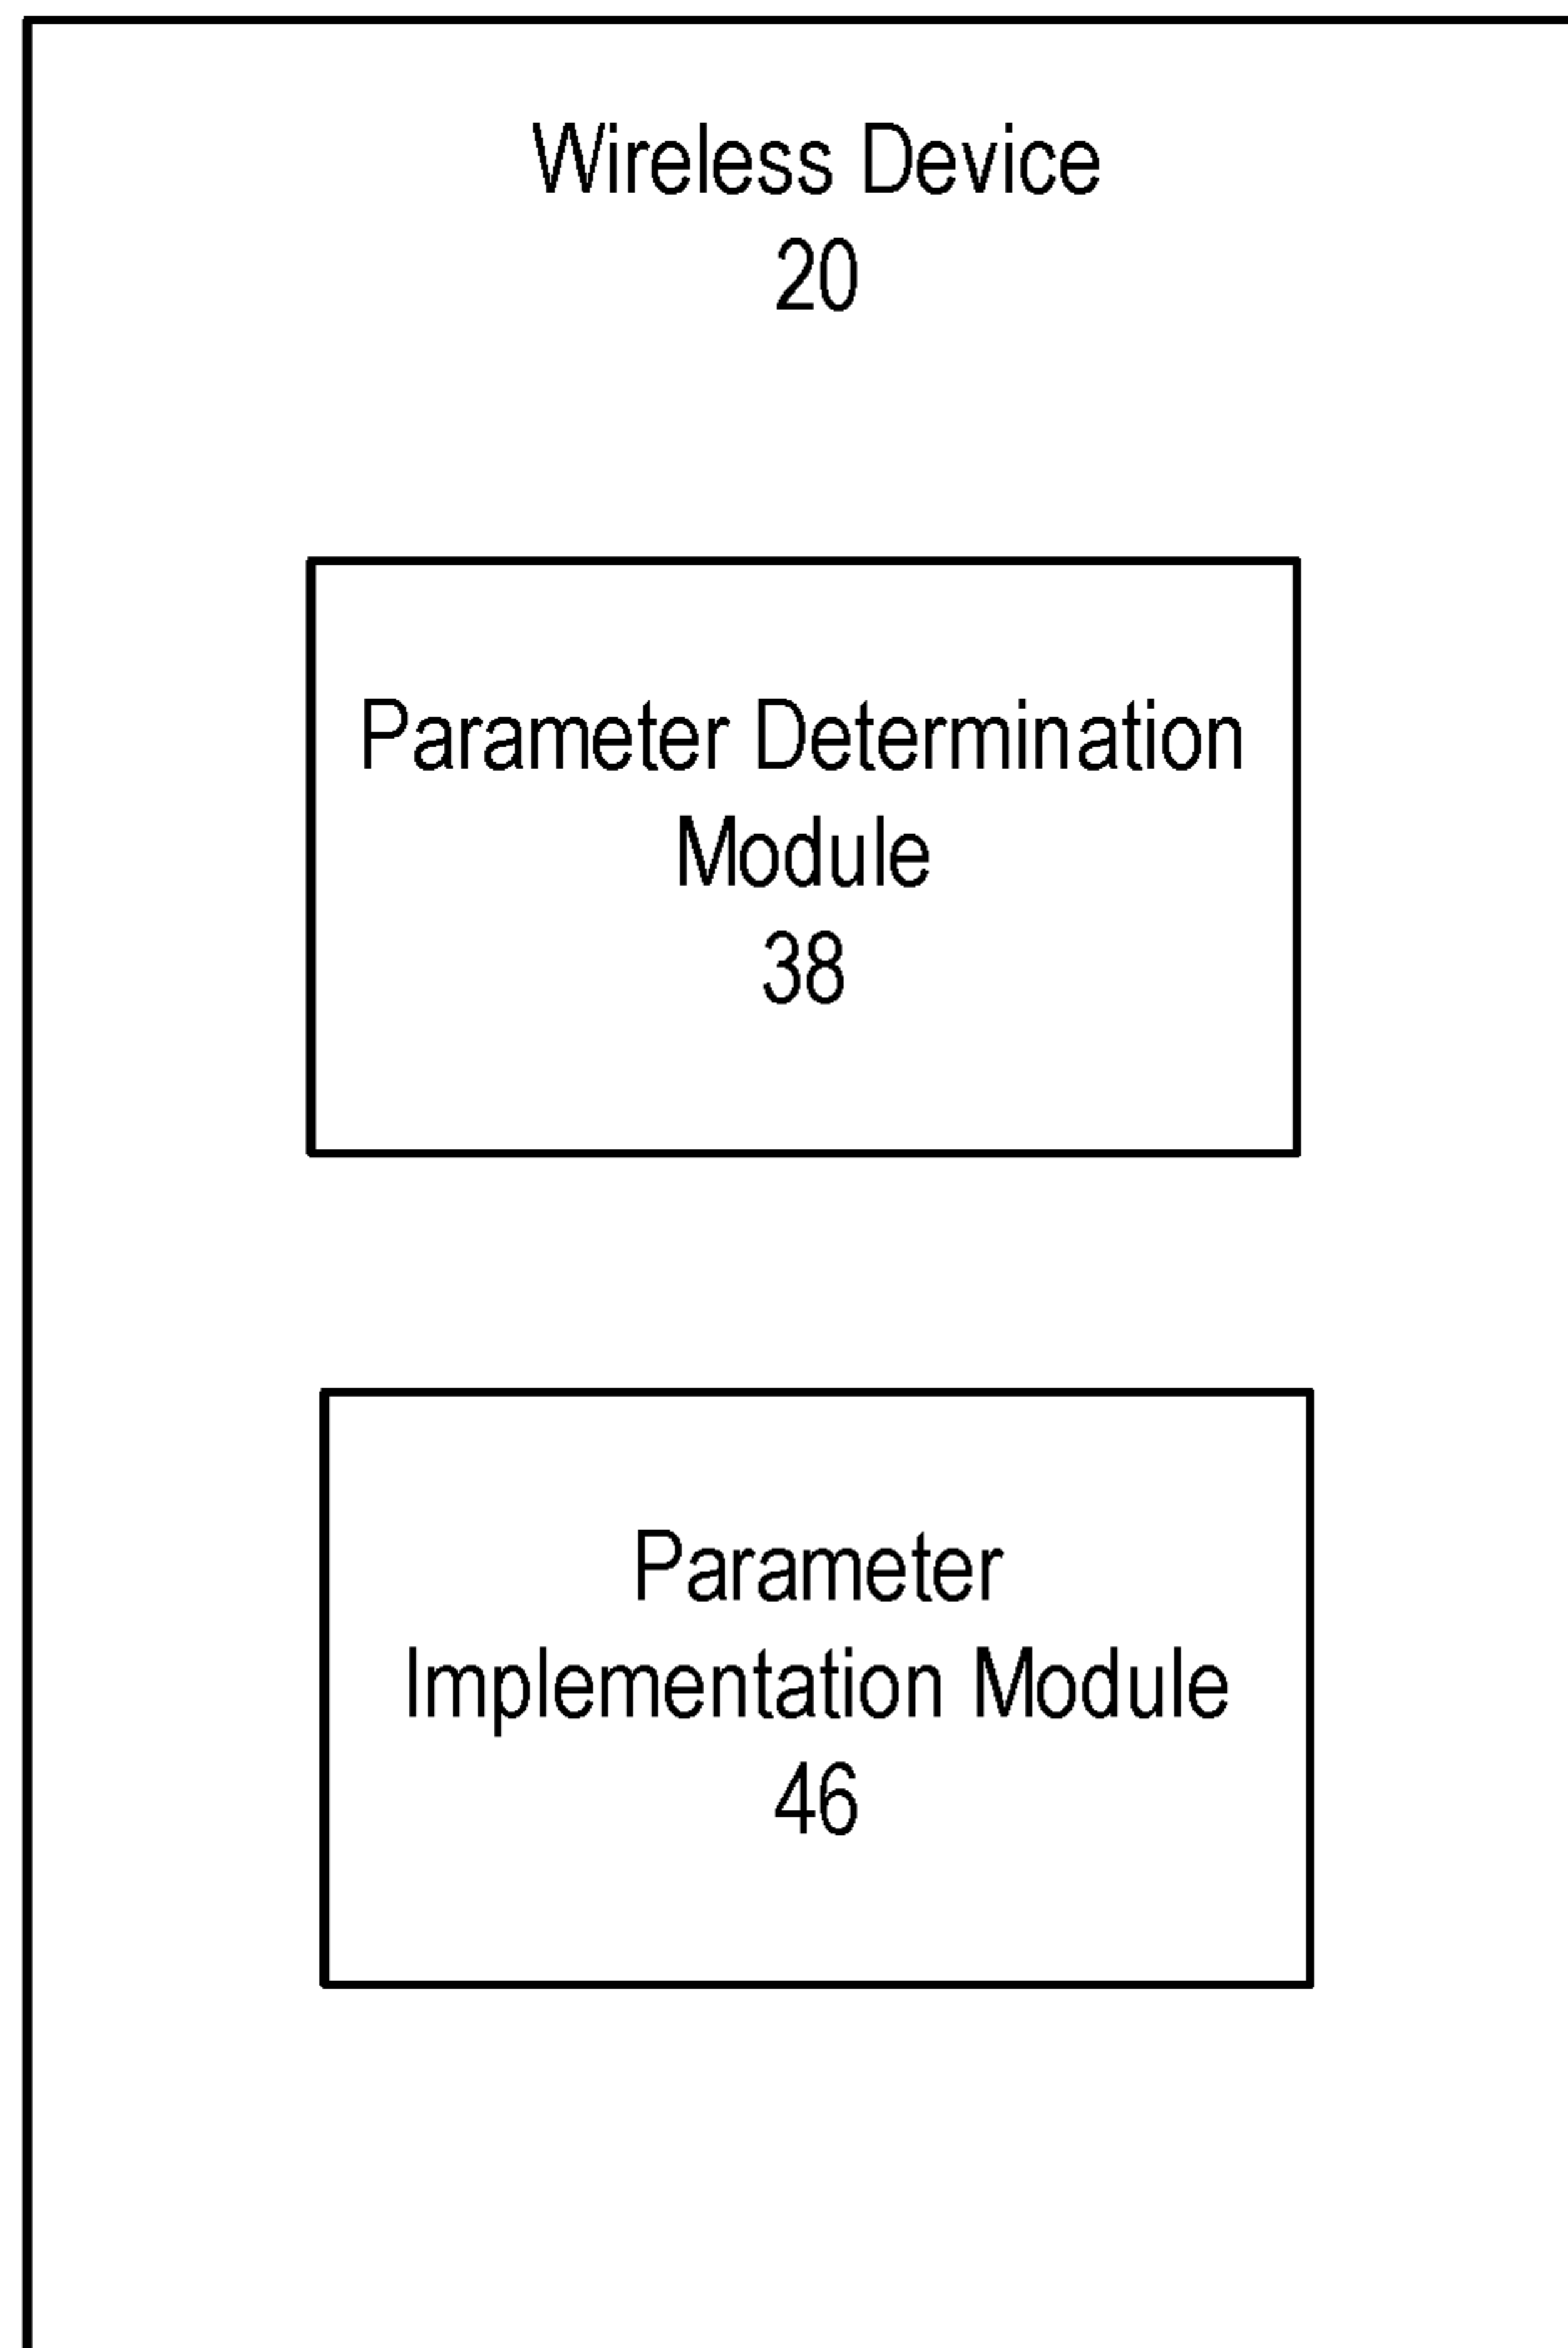 Wireless Device
20
Parameter Determination
Module
38
Parameter
Implementation Module
46